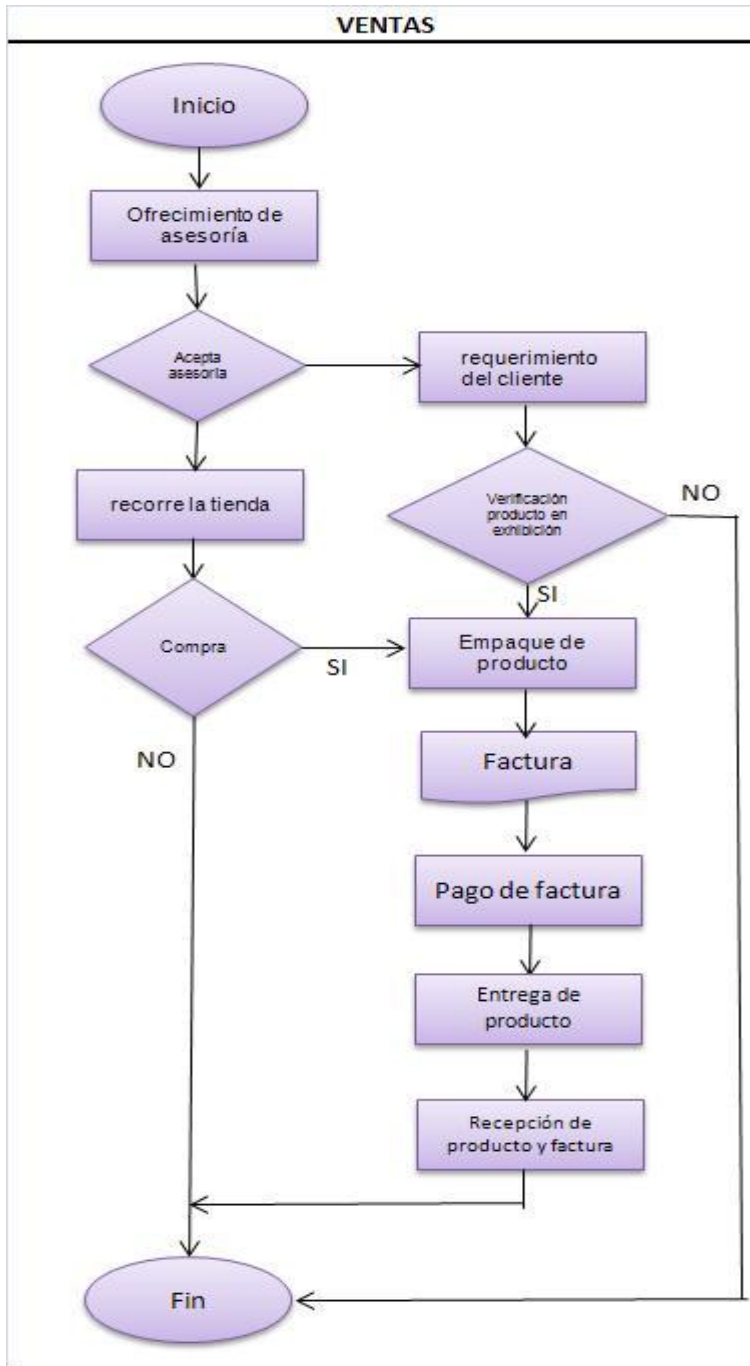 VENTAS
Inicio
Ofrecimiento de
asesoría
Acepta
asesoría
requerimiento
del cliente
recorre la tienda
Verificación
producto en
exhibición
NO
SI
Compra
SI
Empaque de
producto
NO
Factura
Pago de factura
Entrega de
producto
Recepción de
producto y factura
Fin